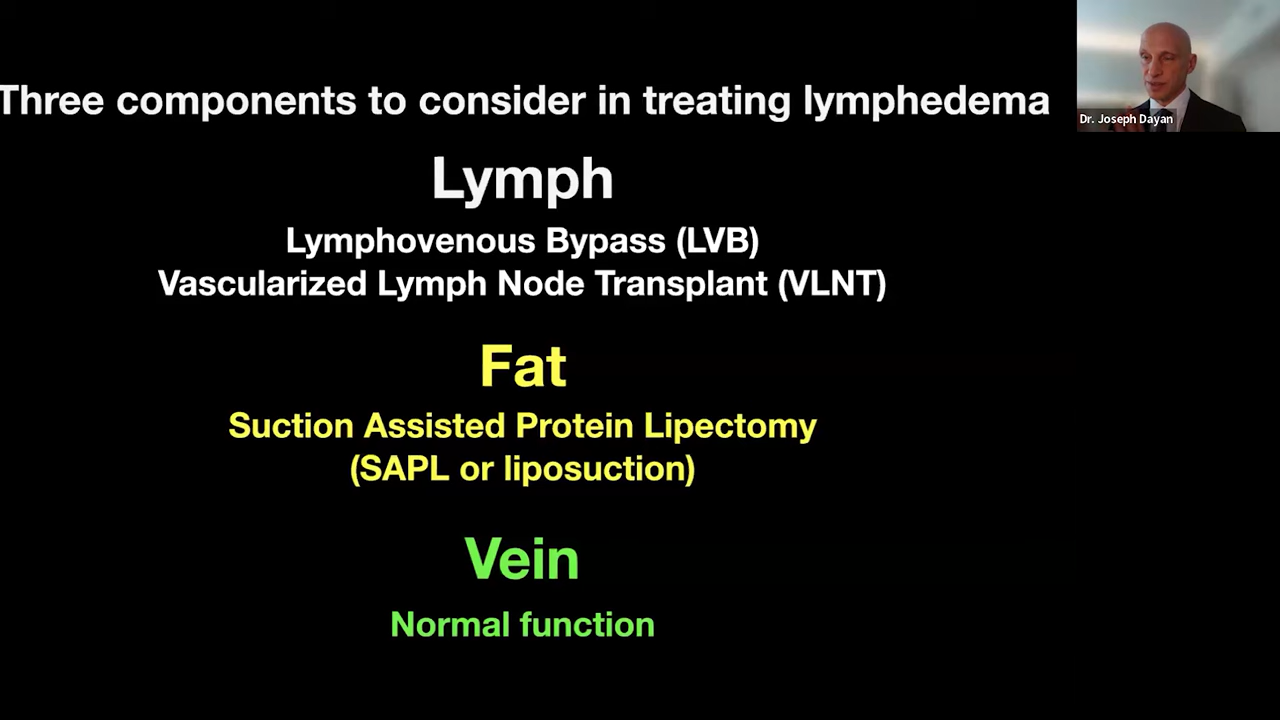 Three components to consider in treating lymphedema
Dr. Joseph Dayan
Lymph
Lymphovenous Bypass (LVB)
Vascularized Lymph Node Transplant (VLNT)
Fat
Suction Assisted Protein Lipectomy
(SAPL or liposuction)
Vein
Normal function